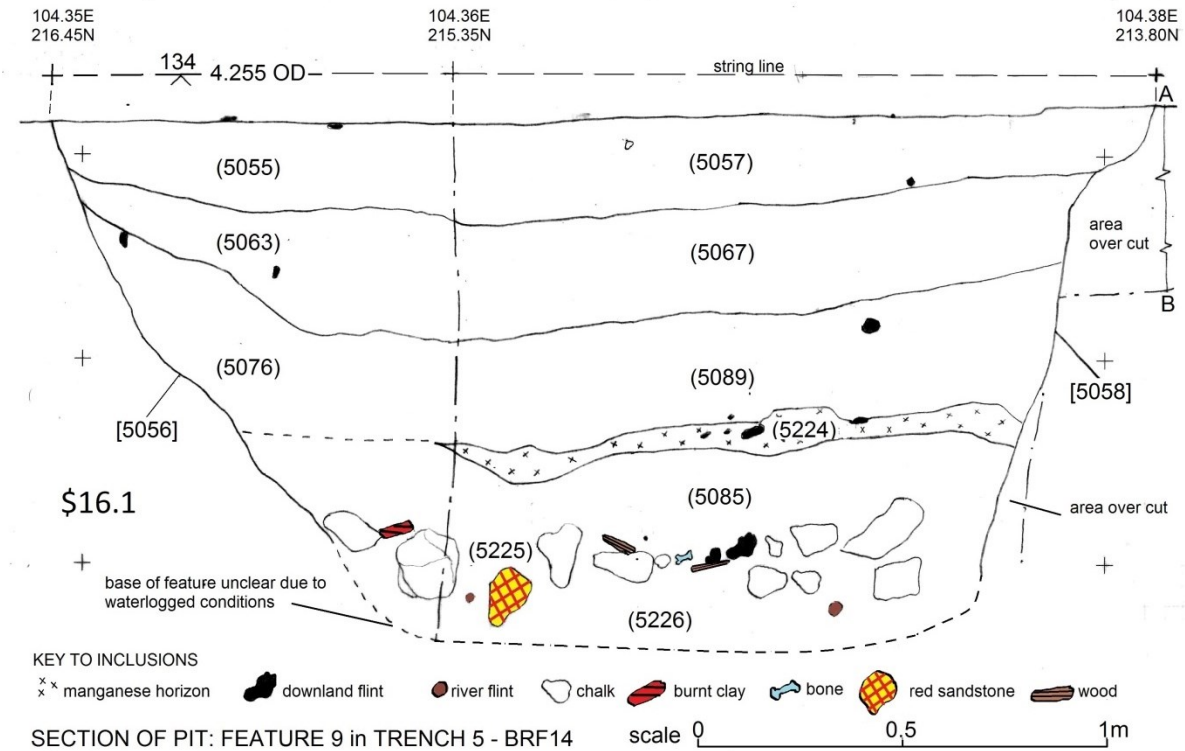 104.35E
216.45N
104.36E
215.35N
104.38E
213.80N
134
4.255 OD
string line
A
(5055)
(5057)
(5063)
(5067)
area
over cut
B
(5076)
(5089)
[5058]
[5056]
(5224)
$16.1
(5085)
area over cut
(5225)
base of feature unclear due to
waterlogged conditions
(5226)
KEY TO INCLUSIONS
manganese horizon
downland flint
river flint
chalk
burnt clay
bone
red sandstone
wood
SECTION OF PIT: FEATURE 9 in TRENCH 5 - BRF14
scale 0 0.5 1m